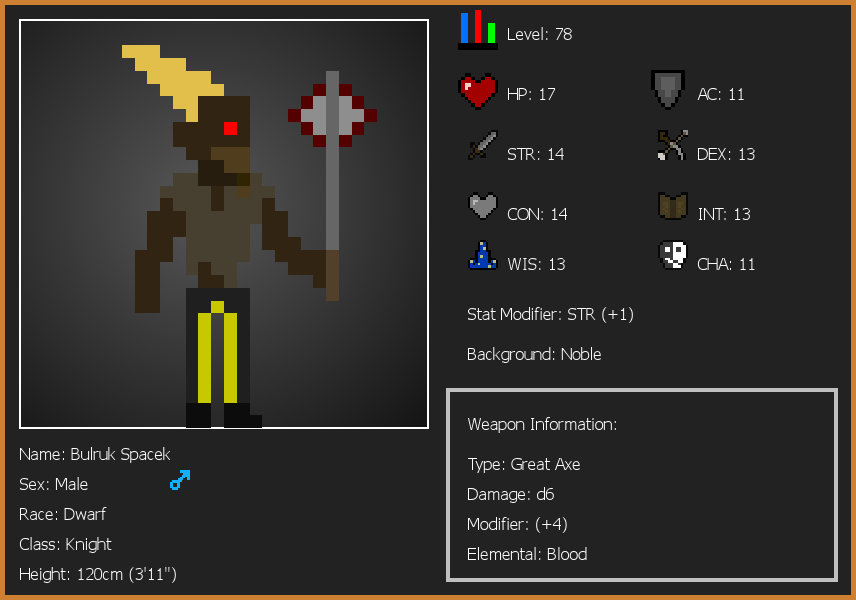 Level: 78
HP: 17
AC: 11
STR: 14
DEX: 13
CON: 14
INT: 13
WIS: 13
CHA: 11
Stat Modifier: STR (+1)
Background: Noble
Weapon Information:
Type: Great Axe
Damage: d6
Modifier: (+4)
Elemental: Blood
Name: Bulruk Spacek
Sex: Male
Race: Dwarf
Class: Knight
Height: 120cm (3'11")